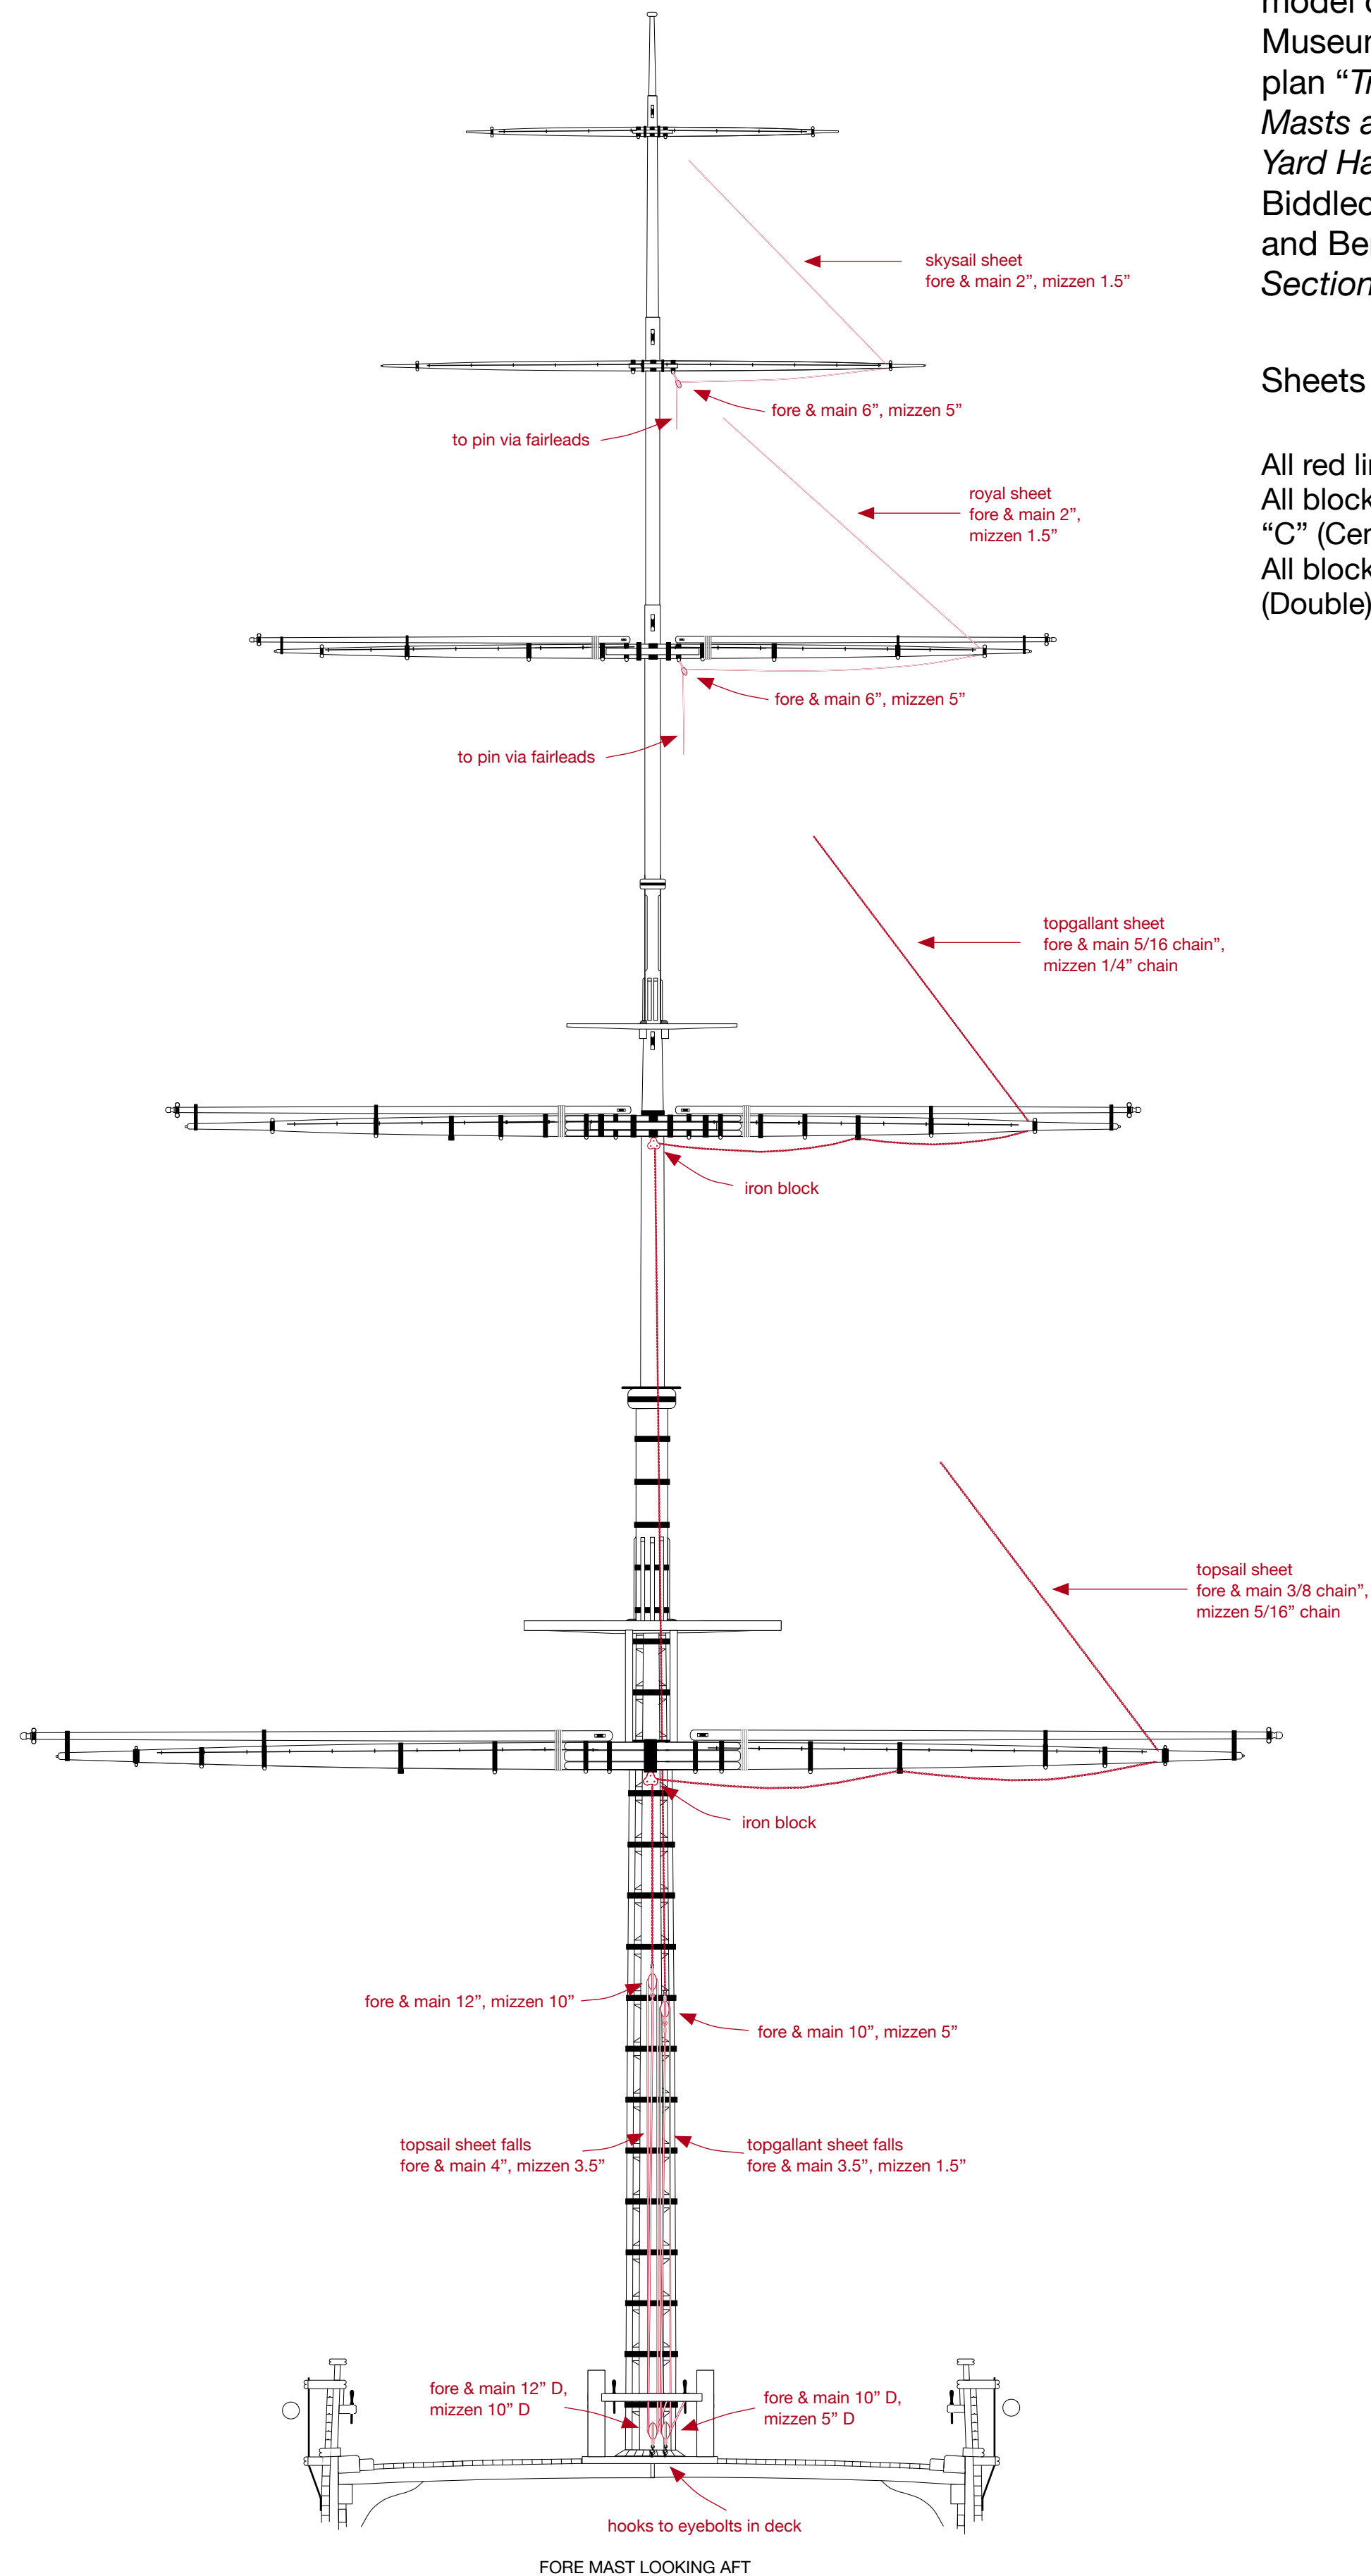 model
Museum
plan
Masts
Yard
and
Section
Sheets
All red
All block
“C”
All block
(Double)
skysail sheet
fore & main 2”, mizzen 1.5”
fore & main 6”, mizzen 5”
to pin via fairleads
royal sheet
fore & main 2”,
mizzen 1.5”
fore & main 6”, mizzen 5”
to pin via fairleads
topgallant sheet
fore & main 5/16 chain”,
mizzen 1/4” chain
iron block
topsail sheet
fore & main 3/8 chain”,
mizzen 5/16” chain
iron block
fore & main 12”, mizzen 10”
fore & main 10”, mizzen 5”
topsail sheet falls
fore & main 4”, mizzen 3.5”
topgallant sheet falls
fore & main 3.5”, mizzen 1.5”
fore & main 12” D,
mizzen 10” D
fore & main 10” D,
mizzen 5” D
hooks to eyebolts in deck
FORE MAST LOOKING AFT